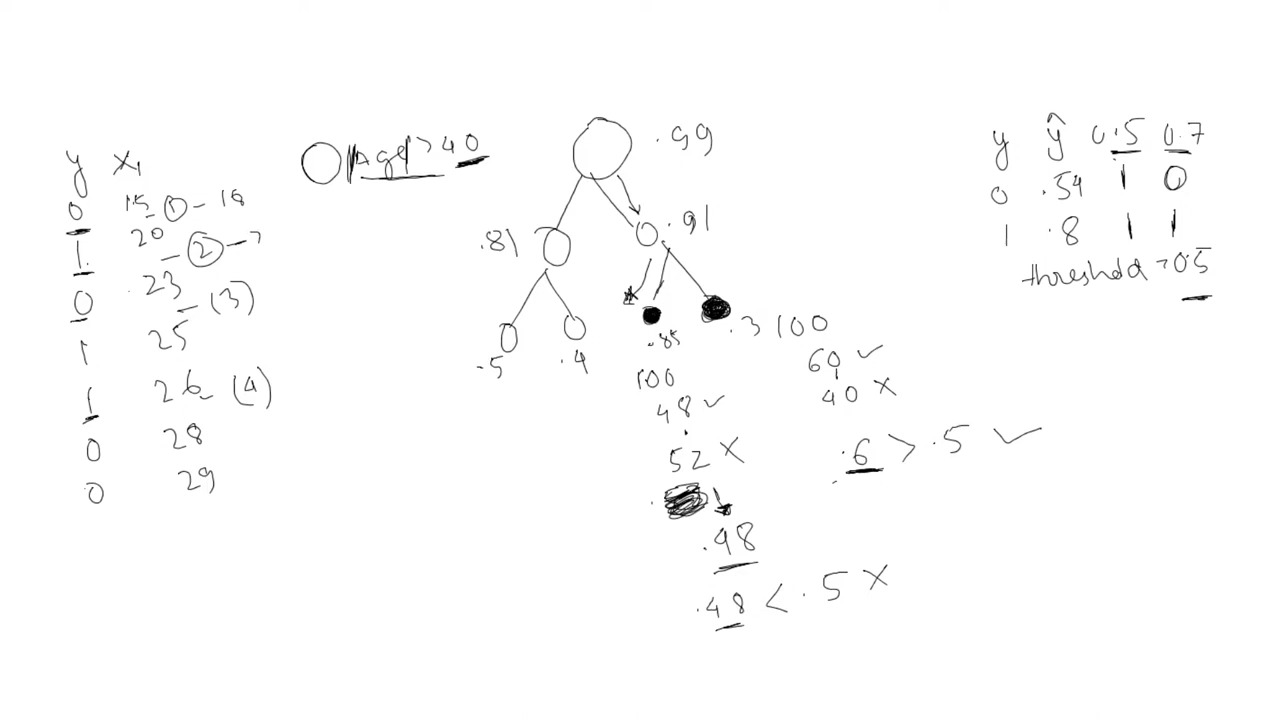 y x₁
0 15 - ① - 18
1 20 - ②
0 23 - (3)
1 25
1 26 (4)
0 28
0 29
Age > 40
.99
.81 .91
.5 .4 .85 .3 100
100
48 ✓
52 X
.48
.48 < .5 X
60 ✓
40 X
.6 > .5 ✓
y ŷ 0.5 0.7
0 .54 1 0
1 .8 1 1
threshold = 0.5